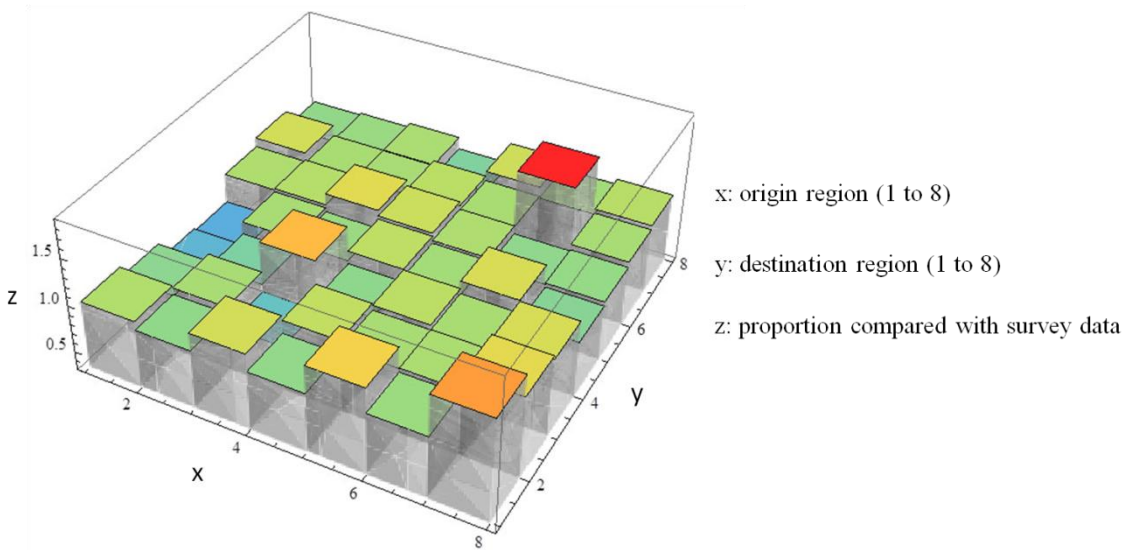 1.5
z
1.0
0.5
2
4
x
6
8
2
4
y
6
8
x: origin region (1 to 8)
y: destination region (1 to 8)
z: proportion compared with survey data